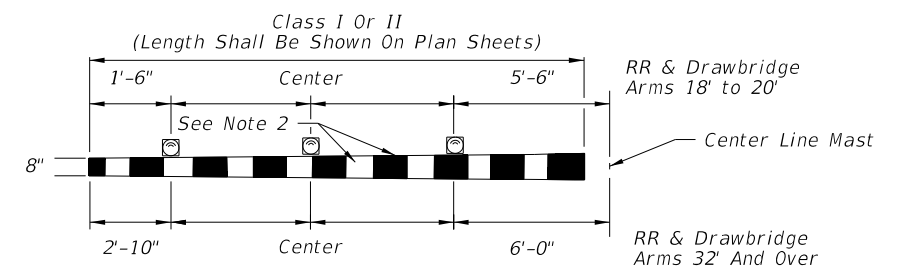 Class I Or II
(Length Shall Be Shown On Plan Sheets)
1'-6" Center 5'-6"
RR & Drawbridge
Arms 18' to 20'
See Note 2
Center Line Mast
8"
2'-10" Center 6'-0"
RR & Drawbridge
Arms 32' And Over